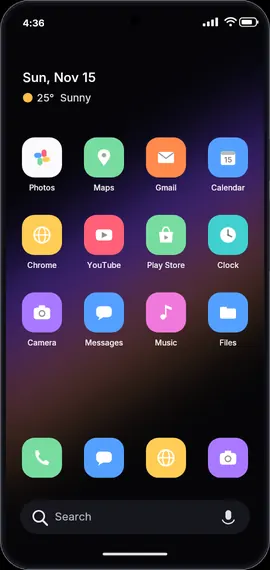 4:36
Sun, Nov 15
25° Sunny
Photos Maps Gmail Calendar
15
Chrome YouTube Play Store Clock
Camera Messages Music Files
Search